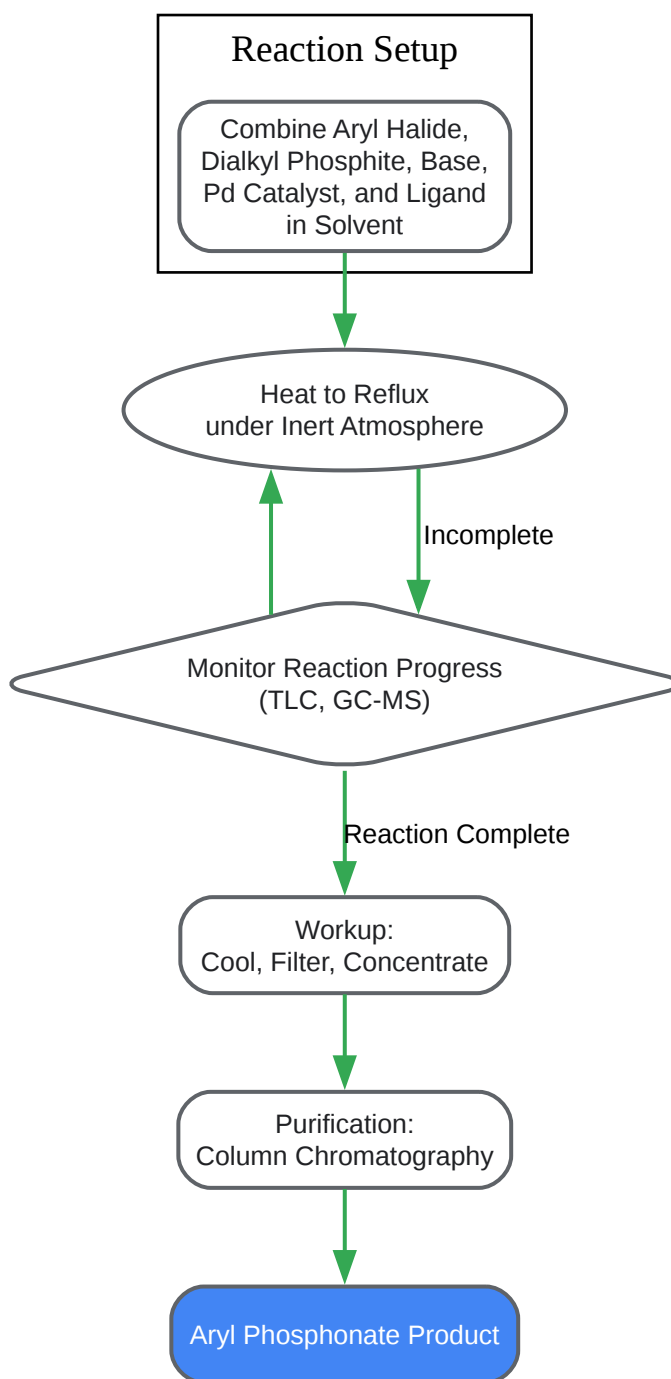 Reaction Setup
Combine Aryl Halide,
Dialkyl Phosphite, Base,
Pd Catalyst, and Ligand
in Solvent
Heat to Reflux
under Inert Atmosphere
Incomplete
Monitor Reaction Progress
(TLC, GC-MS)
Reaction Complete
Workup:
Cool, Filter, Concentrate
Purification:
Column Chromatography
Aryl Phosphonate Product